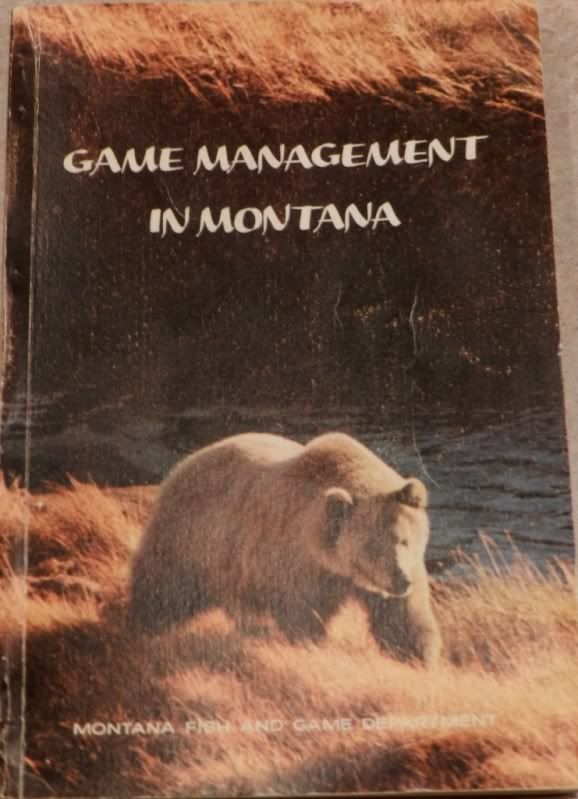 GAME MANAGEMENT
IN MONTANA
MONTANA FISH AND GAME DEPARTMENT